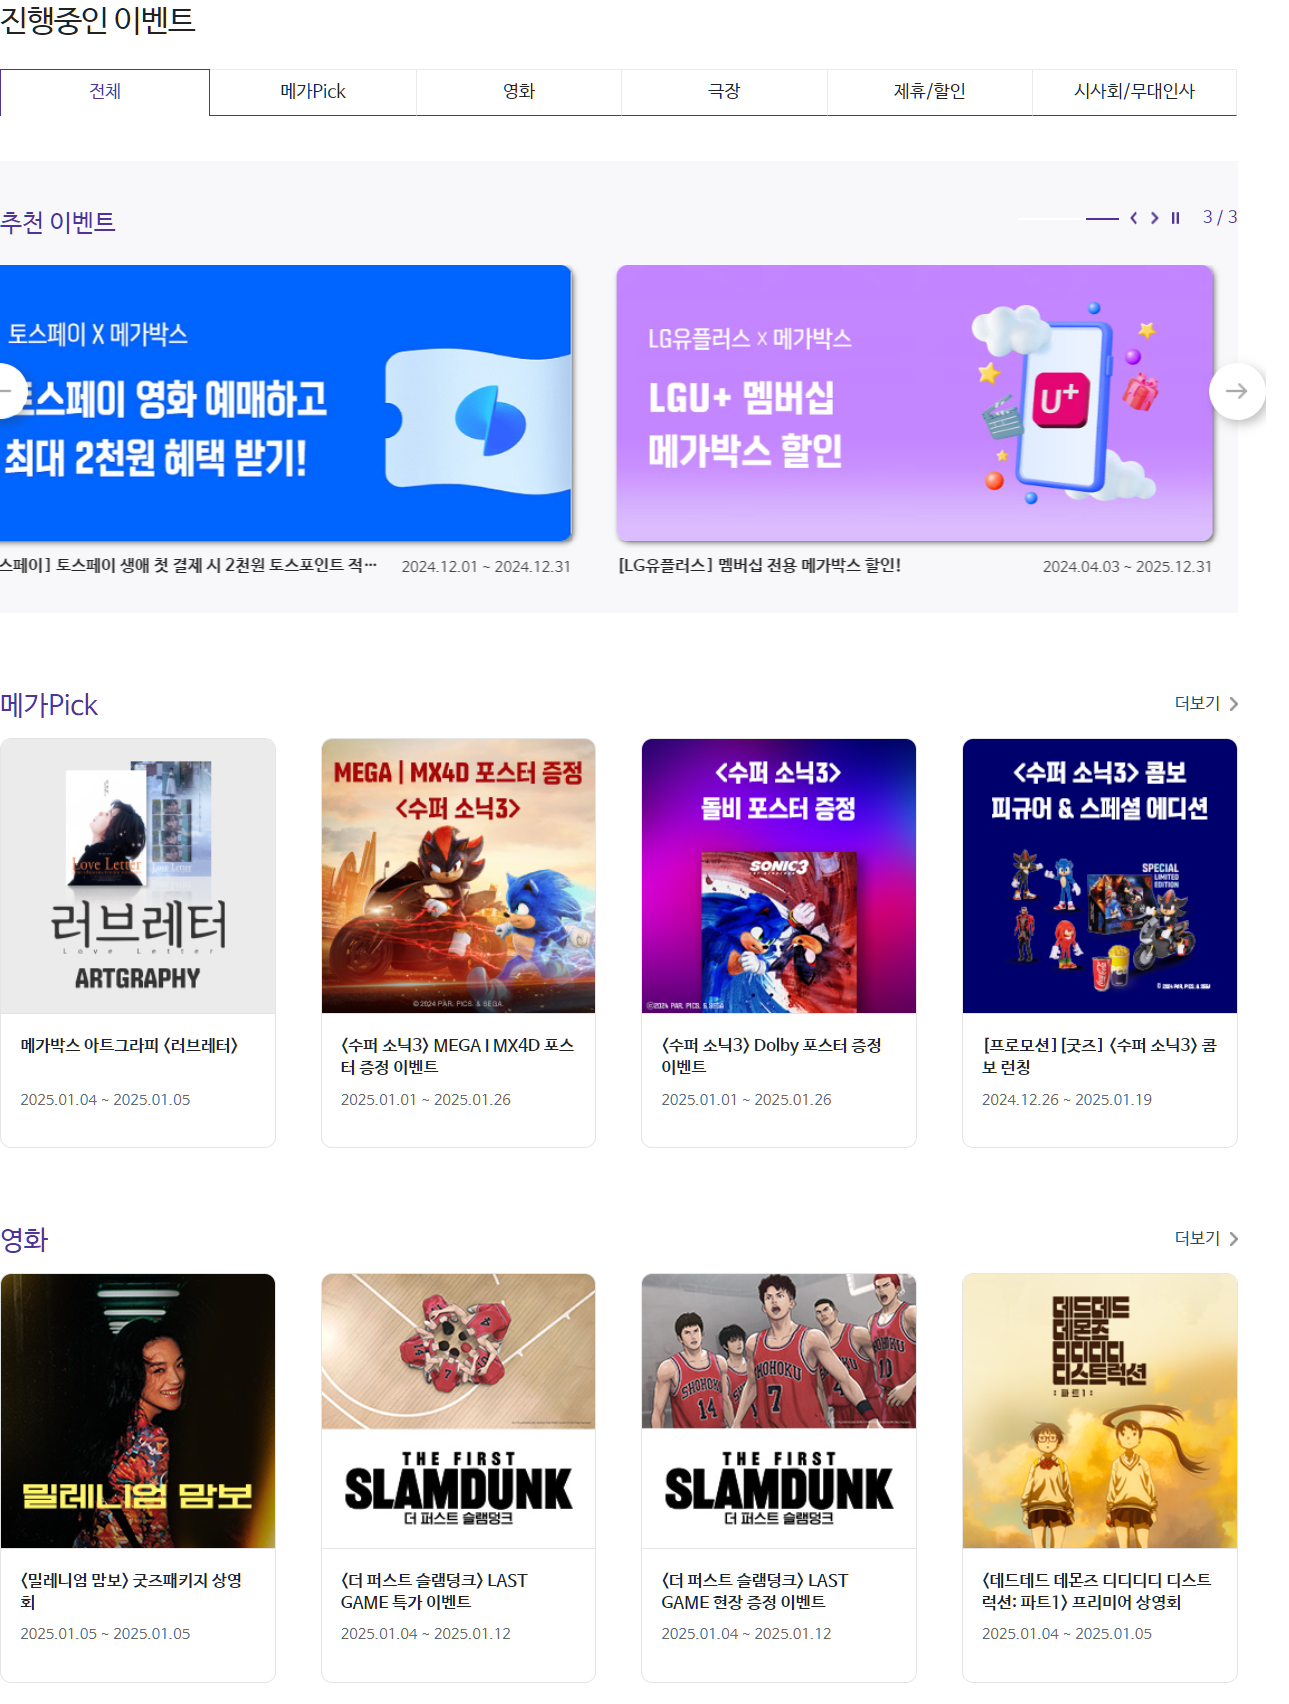 진행중인 이벤트
전체
메가Pick
영화
극장
제휴/할인
시사회/무대인사
추천 이벤트
3 / 3
토스페이 X 메가박스
토스페이 영화 예매하고
최대 2천원 혜택 받기!
LG유플러스 X 메가박스
LGU+ 멤버십
메가박스 할인
U+
스페이] 토스페이 생애 첫 결제 시 2천원 토스포인트 적…
2024.12.01 ~ 2024.12.31
[LG유플러스] 멤버십 전용 메가박스 할인!
2024.04.03 ~ 2025.12.31
메가Pick
더보기
Love Letter
러브레터
Love Letter
ARTGRAPHY
MEGA | MX4D 포스터 증정
<수퍼 소닉3>
© 2024 PAR. PICS. & SEGA.
<수퍼 소닉3>
돌비 포스터 증정
SONIC3
©2024 PAR. PICS. & SEGA
<수퍼 소닉3> 콤보
피규어 & 스페셜 에디션
SPECIAL
LIMITED
EDITION
© 2024 PAR. PICS. & SEGA
메가박스 아트그라피 <러브레터>
2025.01.04 ~ 2025.01.05
<수퍼 소닉3> MEGA l MX4D 포스
터 증정 이벤트
2025.01.01 ~ 2025.01.26
<수퍼 소닉3> Dolby 포스터 증정
이벤트
2025.01.01 ~ 2025.01.26
[프로모션][굿즈] <수퍼 소닉3> 콤
보 런칭
2024.12.26 ~ 2025.01.19
영화
더보기
밀레니엄 맘보
7
THE FIRST
SLAMDUNK
더 퍼스트 슬램덩크
SHOHOKU
14
SHOHOKU
7
10
THE FIRST
SLAMDUNK
더 퍼스트 슬램덩크
데드데드
데몬즈
디디디디
디스트럭션
: 파트1 :
<밀레니엄 맘보> 굿즈패키지 상영
회
2025.01.05 ~ 2025.01.05
<더 퍼스트 슬램덩크> LAST
GAME 특가 이벤트
2025.01.04 ~ 2025.01.12
<더 퍼스트 슬램덩크> LAST
GAME 현장 증정 이벤트
2025.01.04 ~ 2025.01.12
<데드데드 데몬즈 디디디디 디스트
럭션: 파트1> 프리미어 상영회
2025.01.04 ~ 2025.01.05